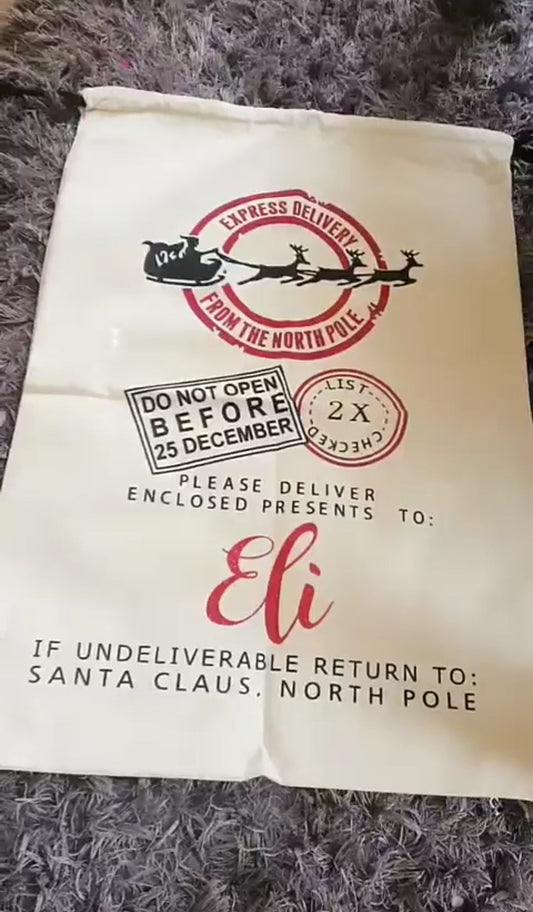 EXPRESS DELIVERY
FROM THE NORTH POLE
DO NOT OPEN
BEFORE
25 DECEMBER
LIST
2X
CHECKED
PLEASE DELIVER
ENCLOSED PRESENTS TO:
Eli
IF UNDELIVERABLE RETURN TO:
SANTA CLAUS, NORTH POLE